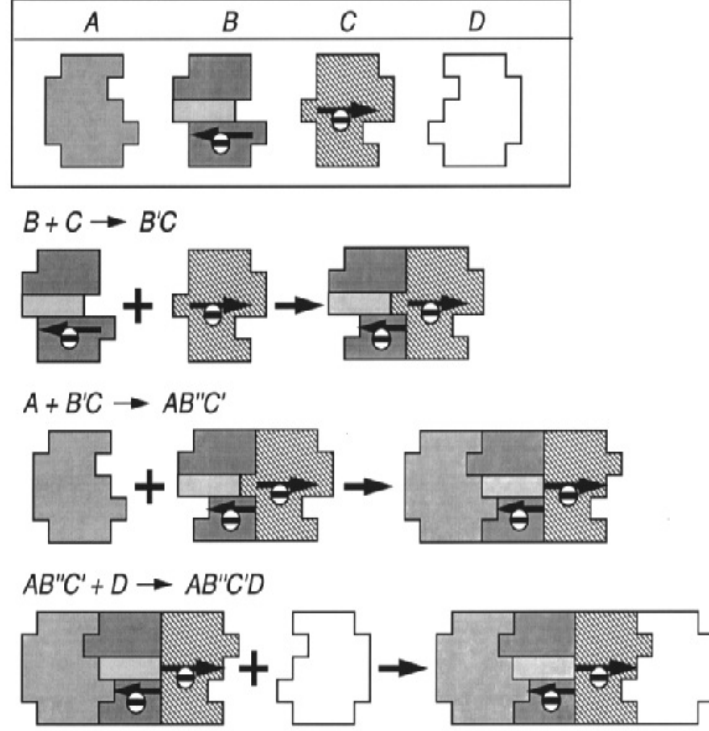 A B C D
B + C → B'C
A + B'C → AB"C'
AB"C' + D → AB"C'D